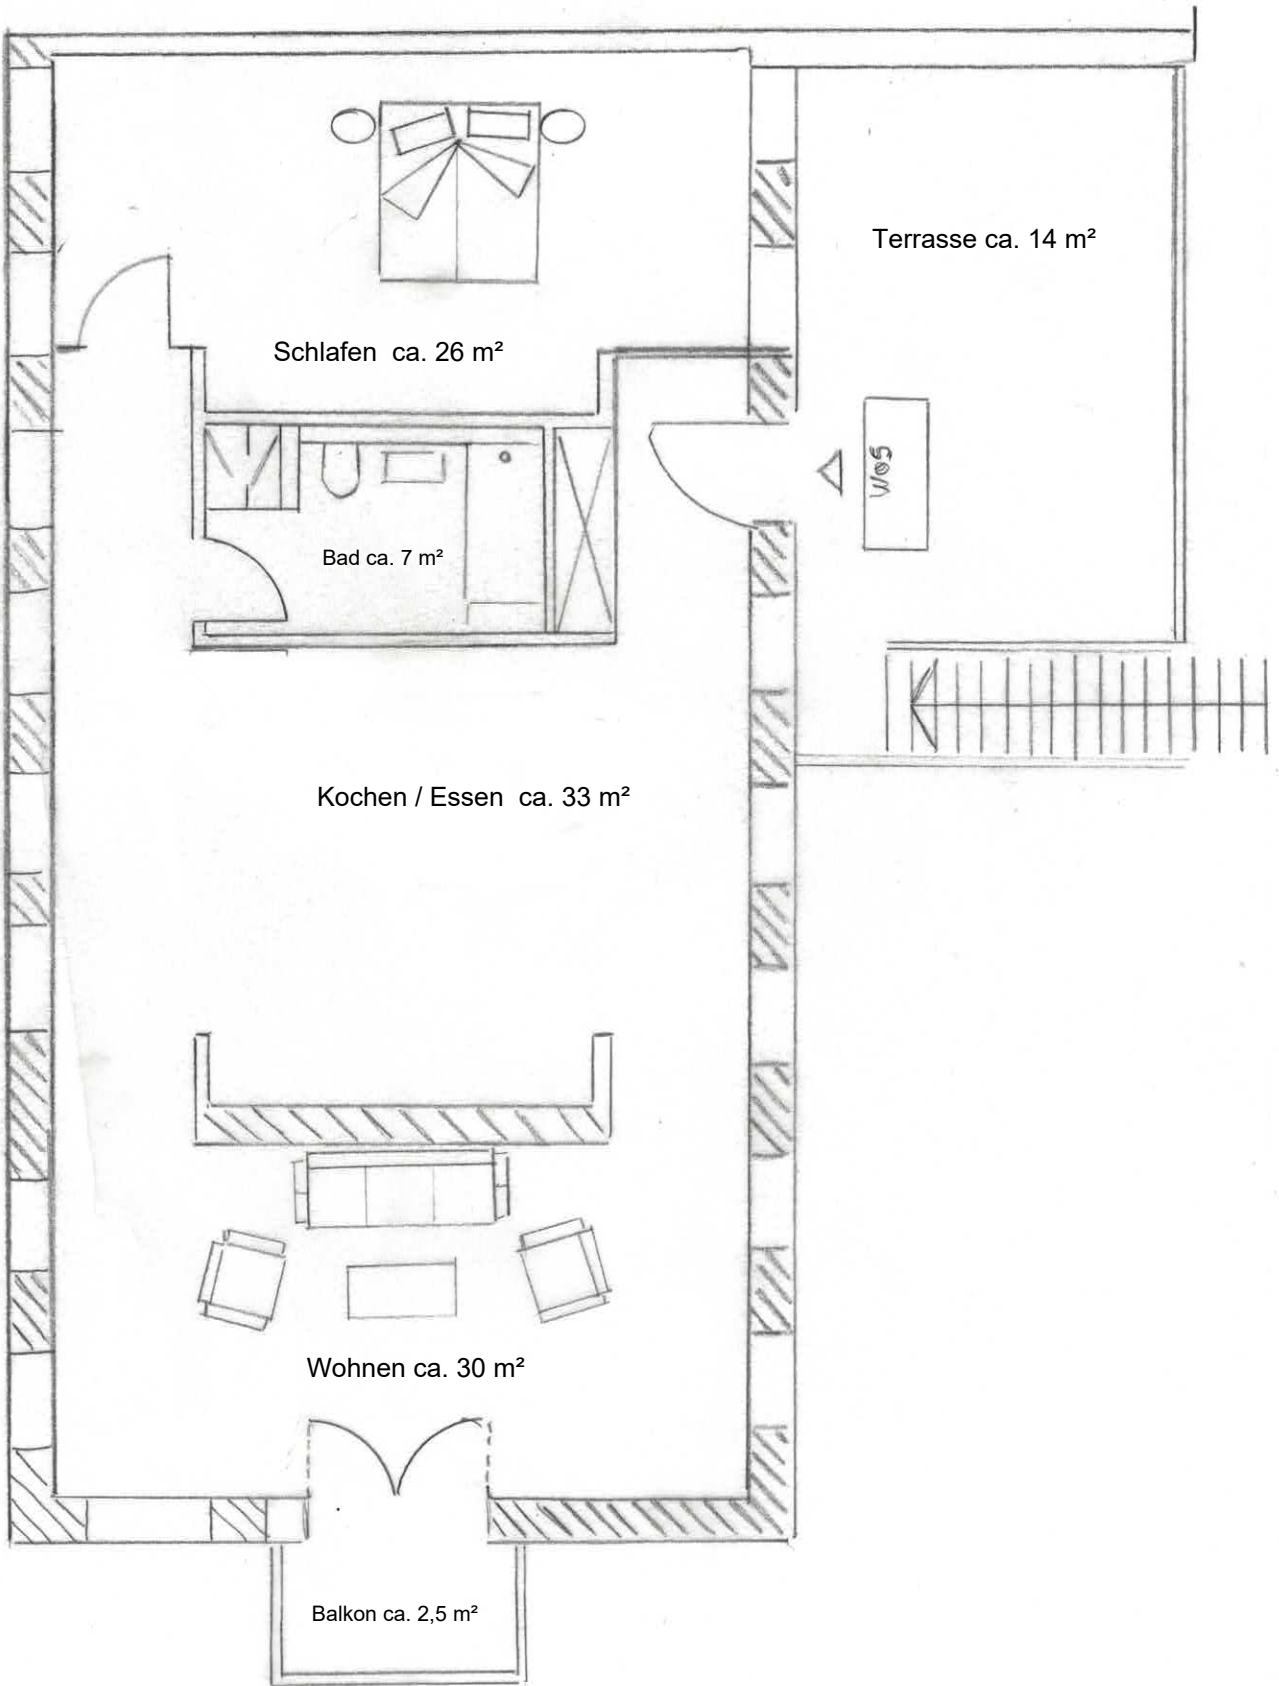 Terrasse ca. 14 m²
Schlafen ca. 26 m²
W05
Bad ca. 7 m²
Kochen / Essen ca. 33 m²
Wohnen ca. 30 m²
Balkon ca. 2,5 m²